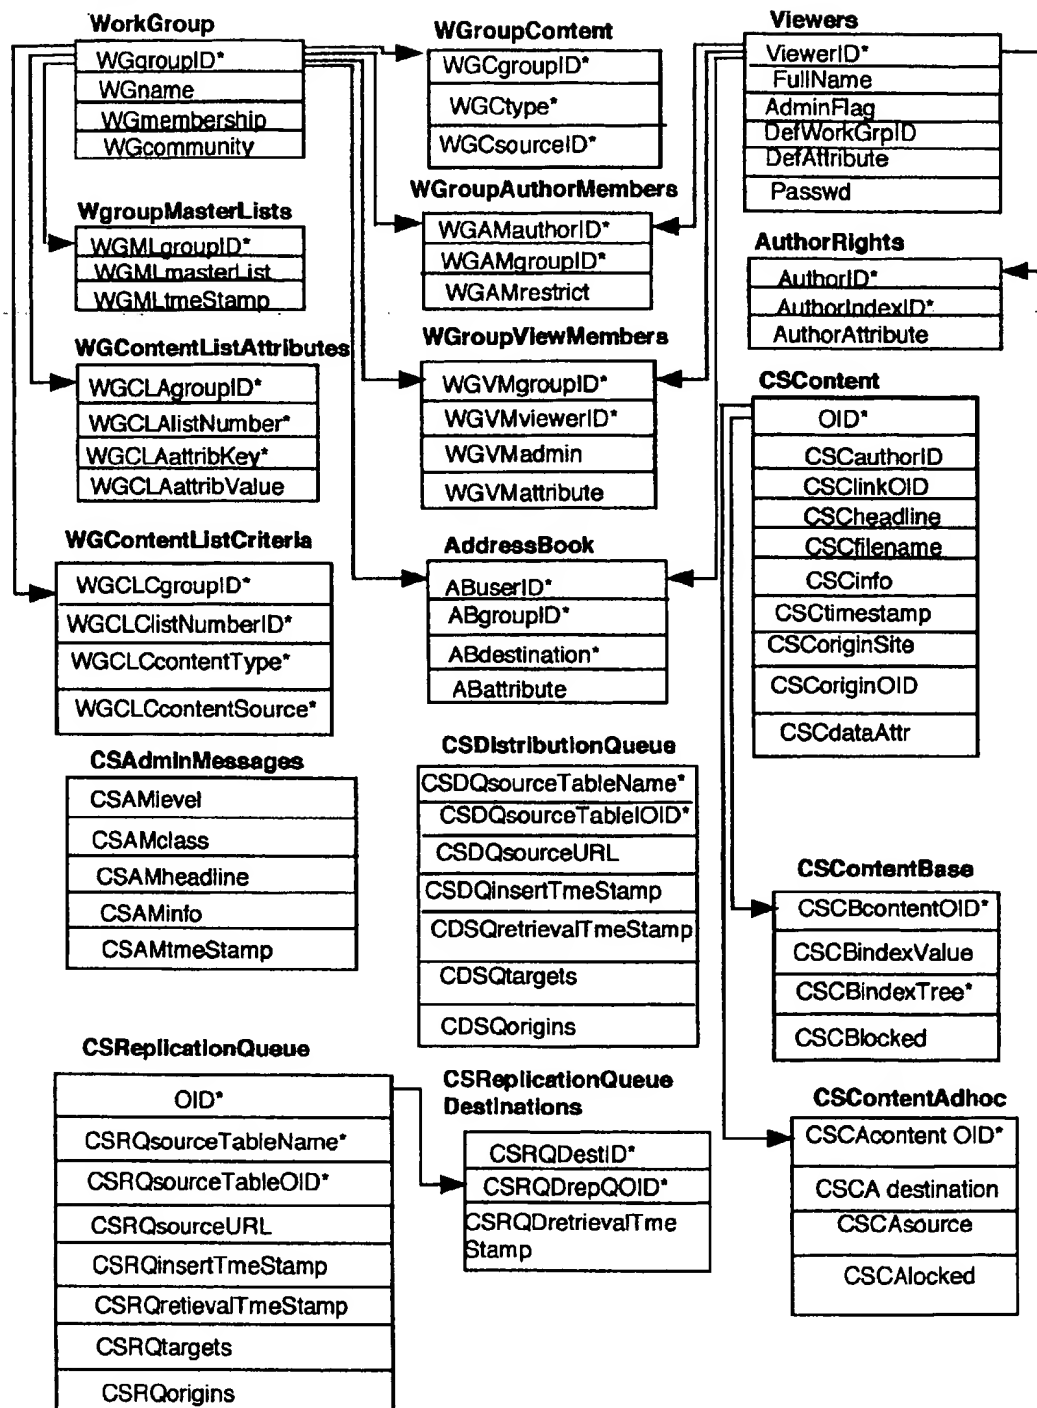 WorkGroup
WGgroupID*
WGname
WGmembership
WGcommunity
WGroupContent
WGCgroupID*
WGCtype*
WGCsourceID*
Viewers
ViewerID*
FullName
AdminFlag
DefWorkGrpID
DefAttribute
Passwd
WgroupMasterLists
WGMLgroupID*
WGMLmasterList
WGMLtmeStamp
WGroupAuthorMembers
WGAMauthorID*
WGAMgroupID*
WGAMrestrict
AuthorRights
AuthorID*
AuthorIndexID*
AuthorAttribute
WGContentListAttributes
WGCLAgroupID*
WGCLAlistNumber*
WGCLAattribKey*
WGCLAattribValue
WGroupViewMembers
WGVMgroupID*
WGVMviewerID*
WGVMadmin
WGVMattribute
CSContent
OID*
CSCauthorID
CSClinkOID
CSCheadline
CSCfilename
CSCinfo
CSCtimestamp
CSCoriginSite
CSCoriginOID
CSCdataAttr
WGContentListCriteria
WGCLCgroupID*
WGCLClistNumberID*
WGCLCcontentType*
WGCLCcontentSource*
AddressBook
ABuserID*
ABgroupID*
ABdestination*
ABattribute
CSAdminMessages
CSAMlevel
CSAMclass
CSAMheadline
CSAMinfo
CSAMtmeStamp
CSDistributionQueue
CSDQsourceTableName*
CSDQsourceTablelOID*
CSDQsourceURL
CSDQinsertTmeStamp
CDSQretrievalTmeStamp
CDSQtargets
CDSQorigins
CSContentBase
CSCBcontentOID*
CSCBindexValue
CSCBindexTree*
CSCBlocked
CSReplicationQueue
OID*
CSRQsourceTableName*
CSRQsourceTableOID*
CSRQsourceURL
CSRQinsertTmeStamp
CSRQretievalTmeStamp
CSRQtargets
CSRQorigins
CSReplicationQueue
Destinations
CSRQDestID*
CSRQDrepQOID*
CSRQDretrievalTme
Stamp
CSContentAdhoc
CSCAcontent OID*
CSCA destination
CSCAsource
CSCAlocked